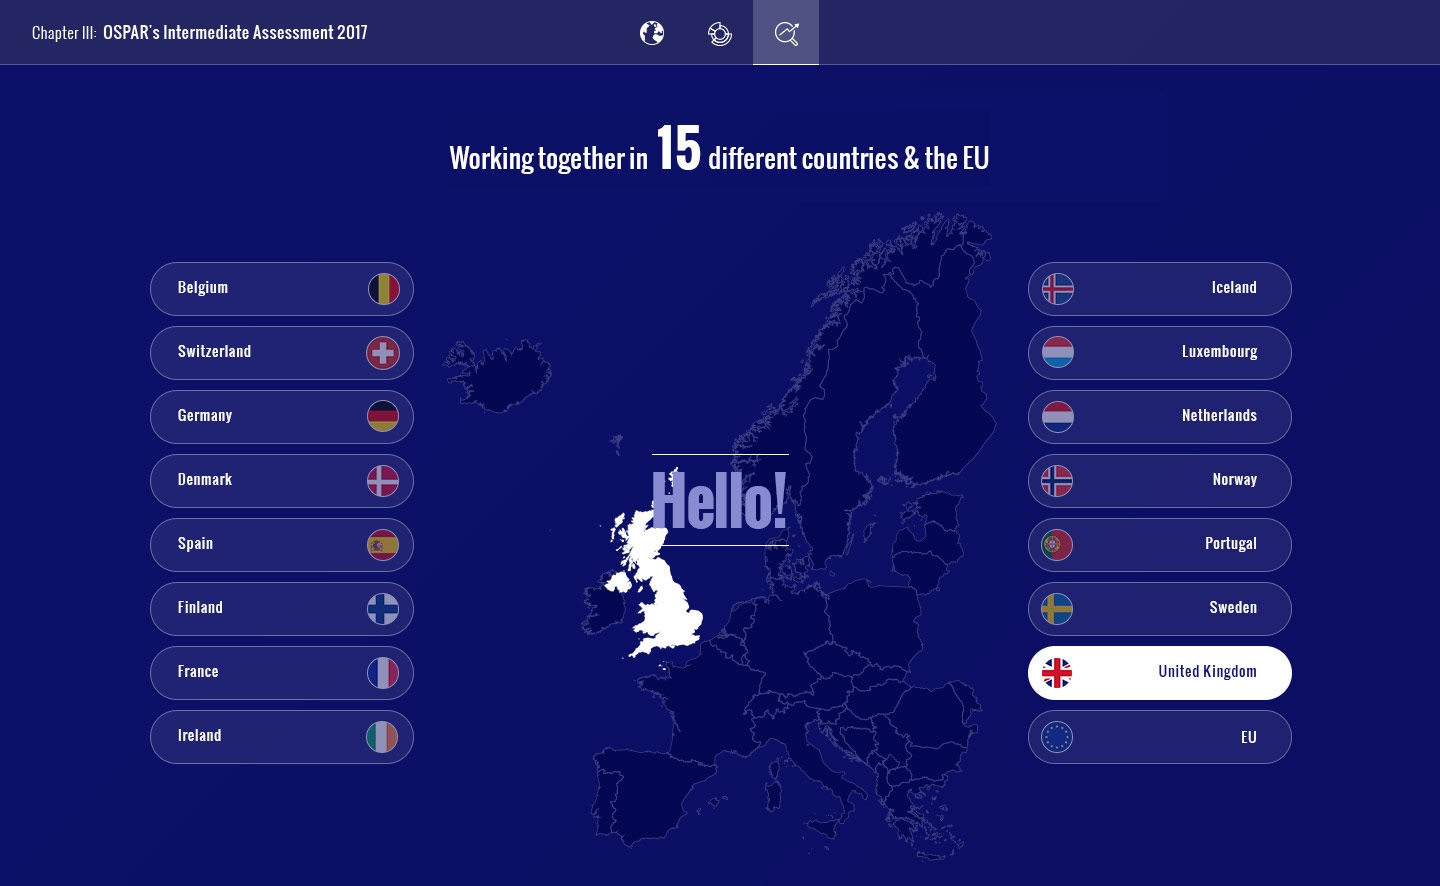 Chapter III: OSPAR's Intermediate Assessment 2017
Working together in 15 different countries & the EU
Belgium
Switzerland
Germany
Denmark
Spain
Finland
France
Ireland
Hello!
Iceland
Luxembourg
Netherlands
Norway
Portugal
Sweden
United Kingdom
EU